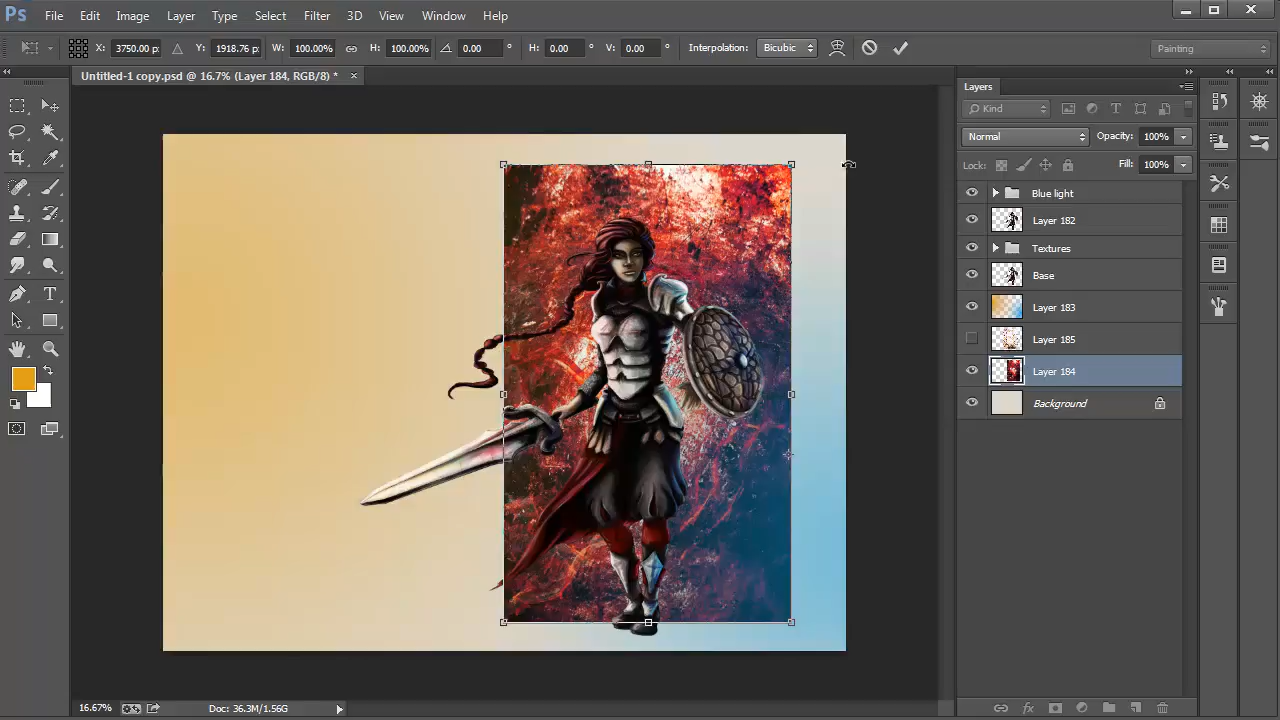 Ps File Edit Image Layer Type Select Filter 3D View Window Help
X: 3750.00 px Y: 1918.76 px W: 100.00% H: 100.00% 0.00 ° H: 0.00 ° V: 0.00 ° Interpolation: Bicubic Painting
Untitled-1 copy.psd @ 16.7% (Layer 184, RGB/8) * ×
Layers
Kind
Normal Opacity: 100%
Lock: Fill: 100%
Blue light
Layer 182
Textures
Base
Layer 183
Layer 185
Layer 184
Background
16.67% Doc: 36.3M/1.56G